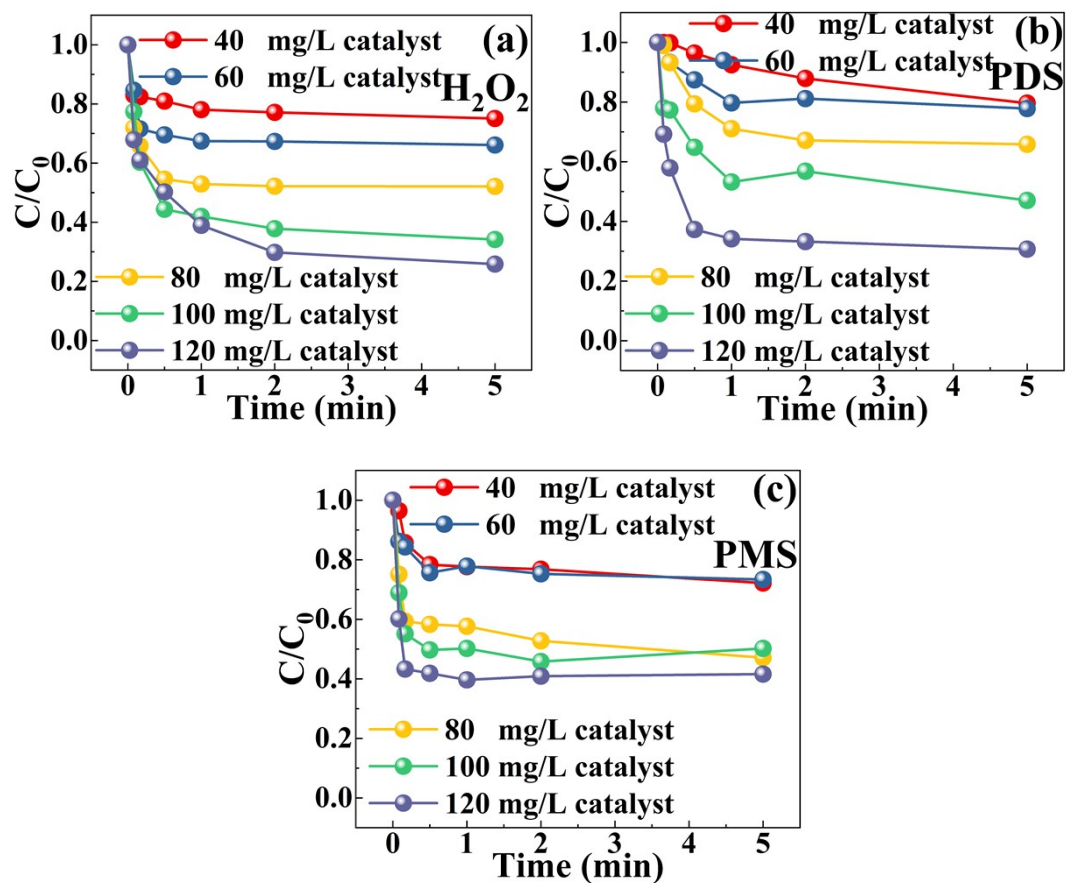 40 mg/L catalyst
(a)
60 mg/L catalyst
H₂O₂
1.0
0.8
0.6
0.4
0.2
0.0
C/C₀
80 mg/L catalyst
100 mg/L catalyst
120 mg/L catalyst
0 1 2 3 4 5
Time (min)
40 mg/L catalyst
(b)
60 mg/L catalyst
PDS
1.0
0.8
0.6
0.4
0.2
0.0
C/C₀
80 mg/L catalyst
100 mg/L catalyst
120 mg/L catalyst
0 1 2 3 4 5
Time (min)
40 mg/L catalyst
(c)
60 mg/L catalyst
PMS
1.0
0.8
0.6
0.4
0.2
0.0
C/C₀
80 mg/L catalyst
100 mg/L catalyst
120 mg/L catalyst
0 1 2 3 4 5
Time (min)